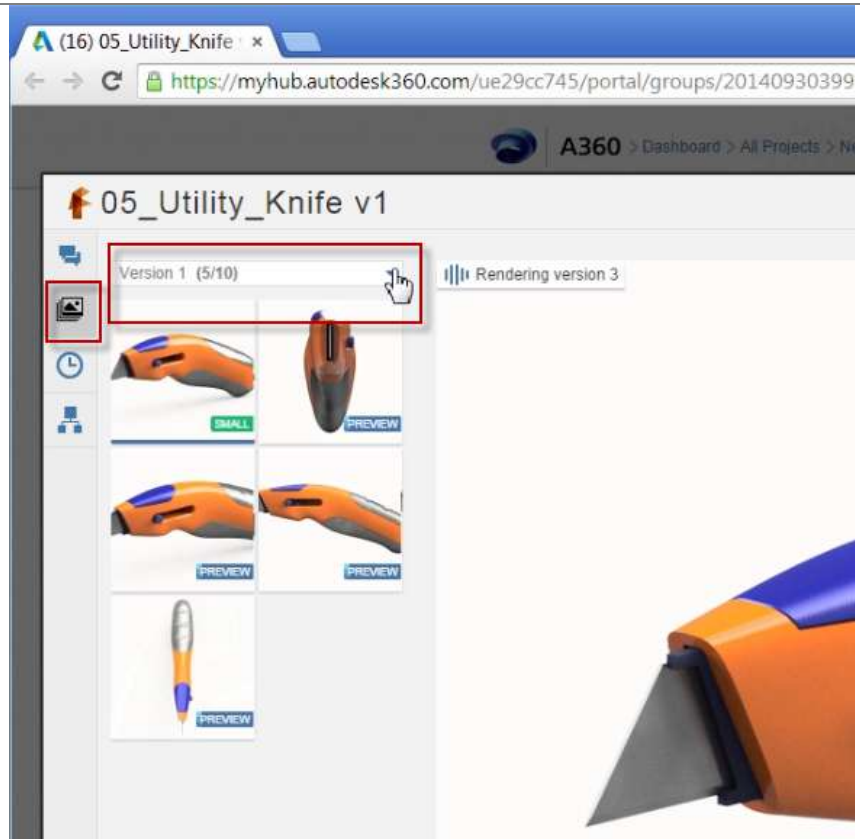 (16) 05_Utility_Knife
https://myhub.autodesk360.com/ue29cc745/portal/groups/20140930399
A360 > Dashboard > All Projects >
05_Utility_Knife v1
Version 1 (5/10)
Rendering version 3
SMALL
PREVIEW
PREVIEW
PREVIEW
PREVIEW